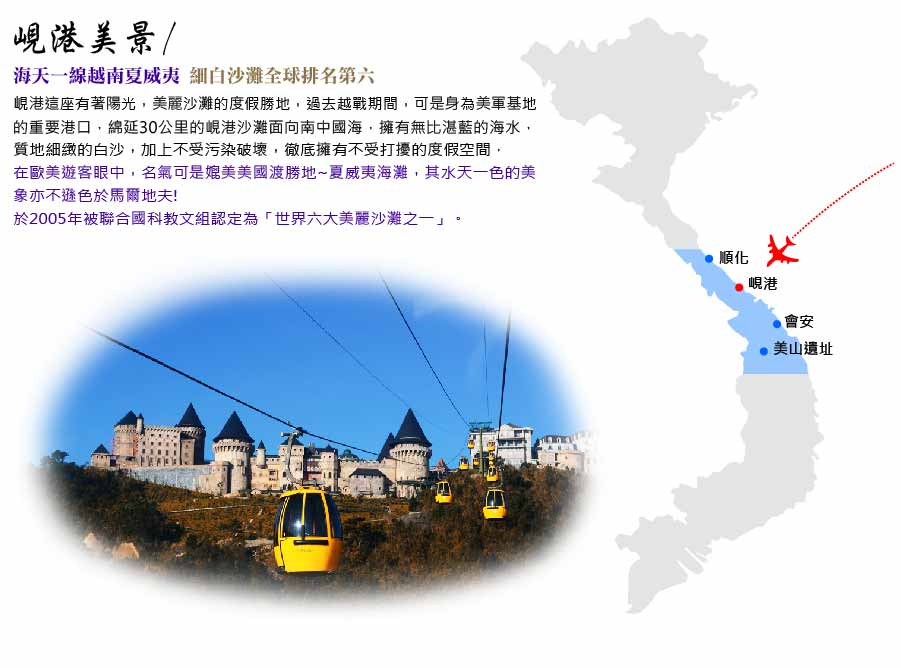 峴港美景/
海天一線越南夏威夷 細白沙灘全球排名第六
峴港這座有著陽光，美麗沙灘的度假勝地，過去越戰期間，可是身為美軍基地
的重要港口，綿延30公里的峴港沙灘面向南中國海，擁有無比湛藍的海水，
質地細緻的白沙，加上不受污染破壞，徹底擁有不受打擾的度假空間，
在歐美遊客眼中，名氣可是媲美美國渡勝地~夏威夷海灘，其水天一色的美
象亦不遜色於馬爾地夫!
於2005年被聯合國科教文組認定為「世界六大美麗沙灘之一」。
順化
峴港
會安
美山遺址